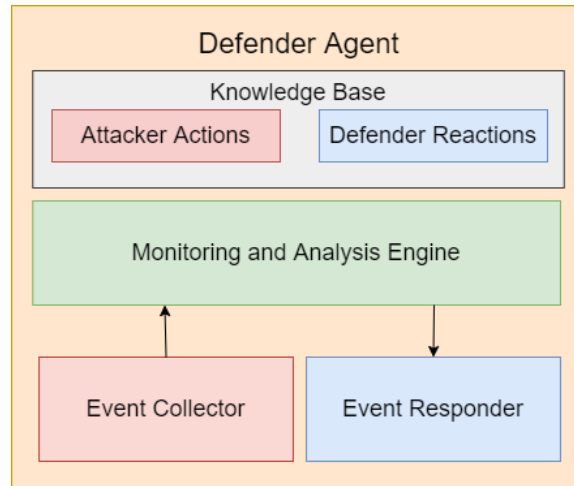 Defender Agent
Knowledge Base
Attacker Actions
Defender Reactions
Monitoring and Analysis Engine
Event Collector
Event Responder